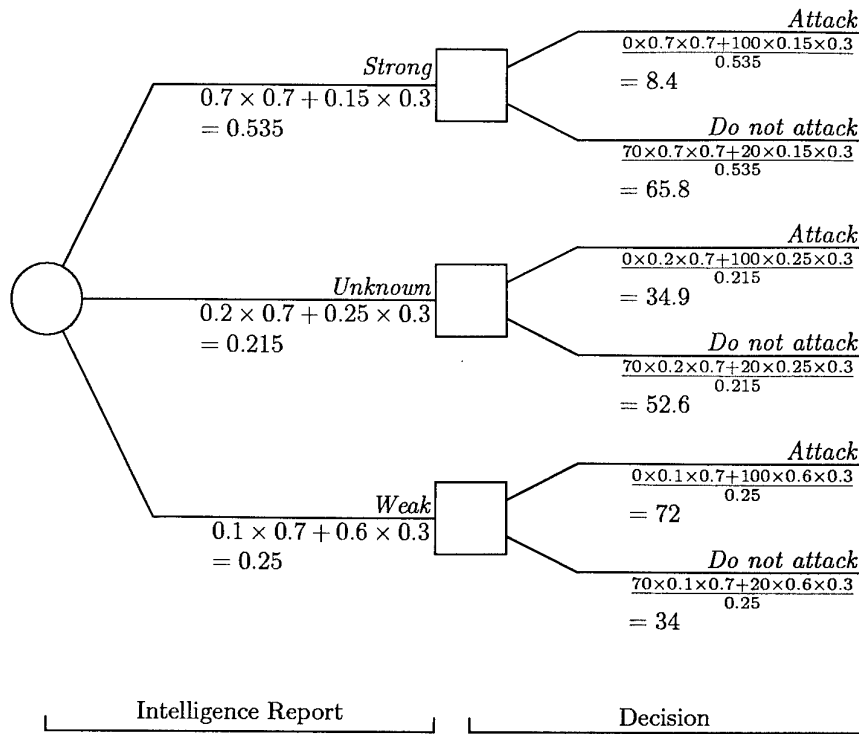 Attack
0×0.7×0.7+100×0.15×0.3
0.535
= 8.4
Strong
0.7 × 0.7 + 0.15 × 0.3
= 0.535
Do not attack
70×0.7×0.7+20×0.15×0.3
0.535
= 65.8
Attack
0×0.2×0.7+100×0.25×0.3
0.215
= 34.9
Unknown
0.2 × 0.7 + 0.25 × 0.3
= 0.215
Do not attack
70×0.2×0.7+20×0.25×0.3
0.215
= 52.6
Attack
0×0.1×0.7+100×0.6×0.3
0.25
= 72
Weak
0.1 × 0.7 + 0.6 × 0.3
= 0.25
Do not attack
70×0.1×0.7+20×0.6×0.3
0.25
= 34
Intelligence Report
Decision